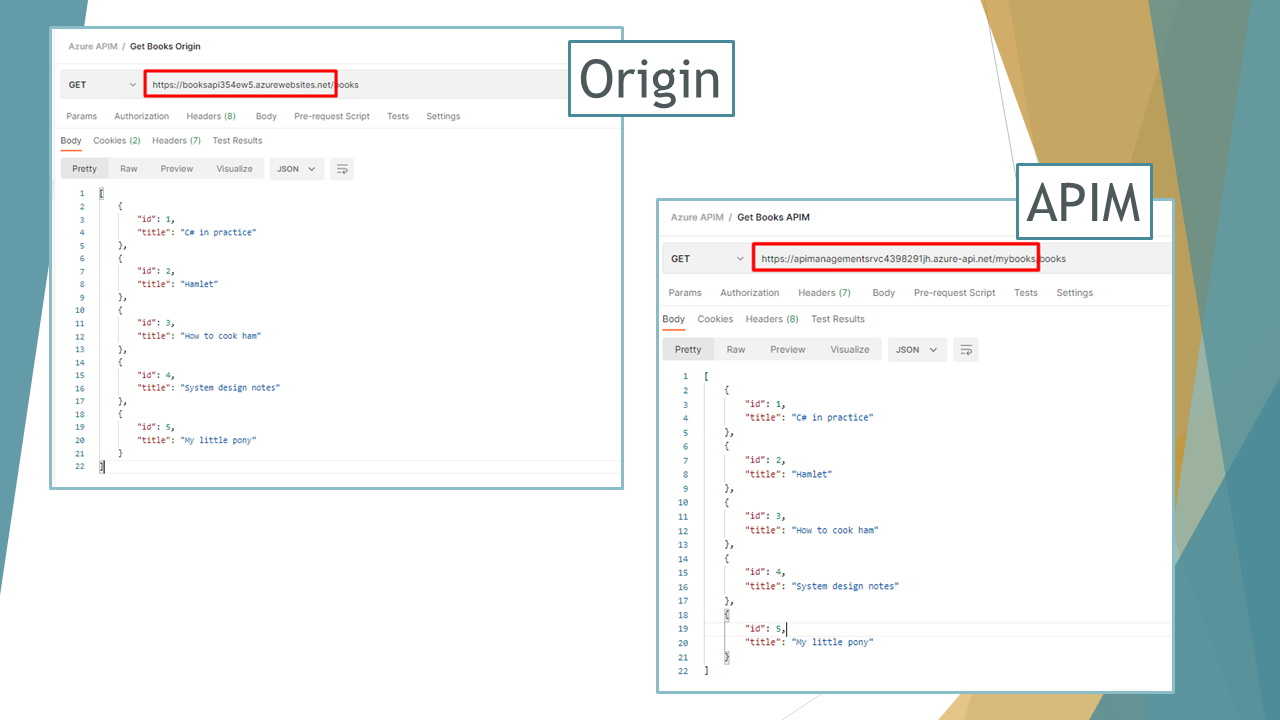 Azure APIM / Get Books Origin
Origin
GET https://booksapi354ew5.azurewebsites.net/books
Params Authorization Headers (8) Body Pre-request Script Tests Settings
Body Cookies (2) Headers (7) Test Results
Pretty Raw Preview Visualize JSON
1 [
2 {
3 "id": 1,
4 "title": "C# in practice"
5 },
6 {
7 "id": 2,
8 "title": "Hamlet"
9 },
10 {
11 "id": 3,
12 "title": "How to cook ham"
13 },
14 {
15 "id": 4,
16 "title": "System design notes"
17 },
18 {
19 "id": 5,
20 "title": "My little pony"
21 }
22 ]
APIM
Azure APIM / Get Books APIM
GET https://apimanagementsrvc4398291jh.azure-api.net/mybooks/books
Params Authorization Headers (7) Body Pre-request Script Tests Settings
Body Cookies Headers (8) Test Results
Pretty Raw Preview Visualize JSON
1 [
2 {
3 "id": 1,
4 "title": "C# in practice"
5 },
6 {
7 "id": 2,
8 "title": "Hamlet"
9 },
10 {
11 "id": 3,
12 "title": "How to cook ham"
13 },
14 {
15 "id": 4,
16 "title": "System design notes"
17 },
18 {
19 "id": 5,
20 "title": "My little pony"
21 }
22 ]